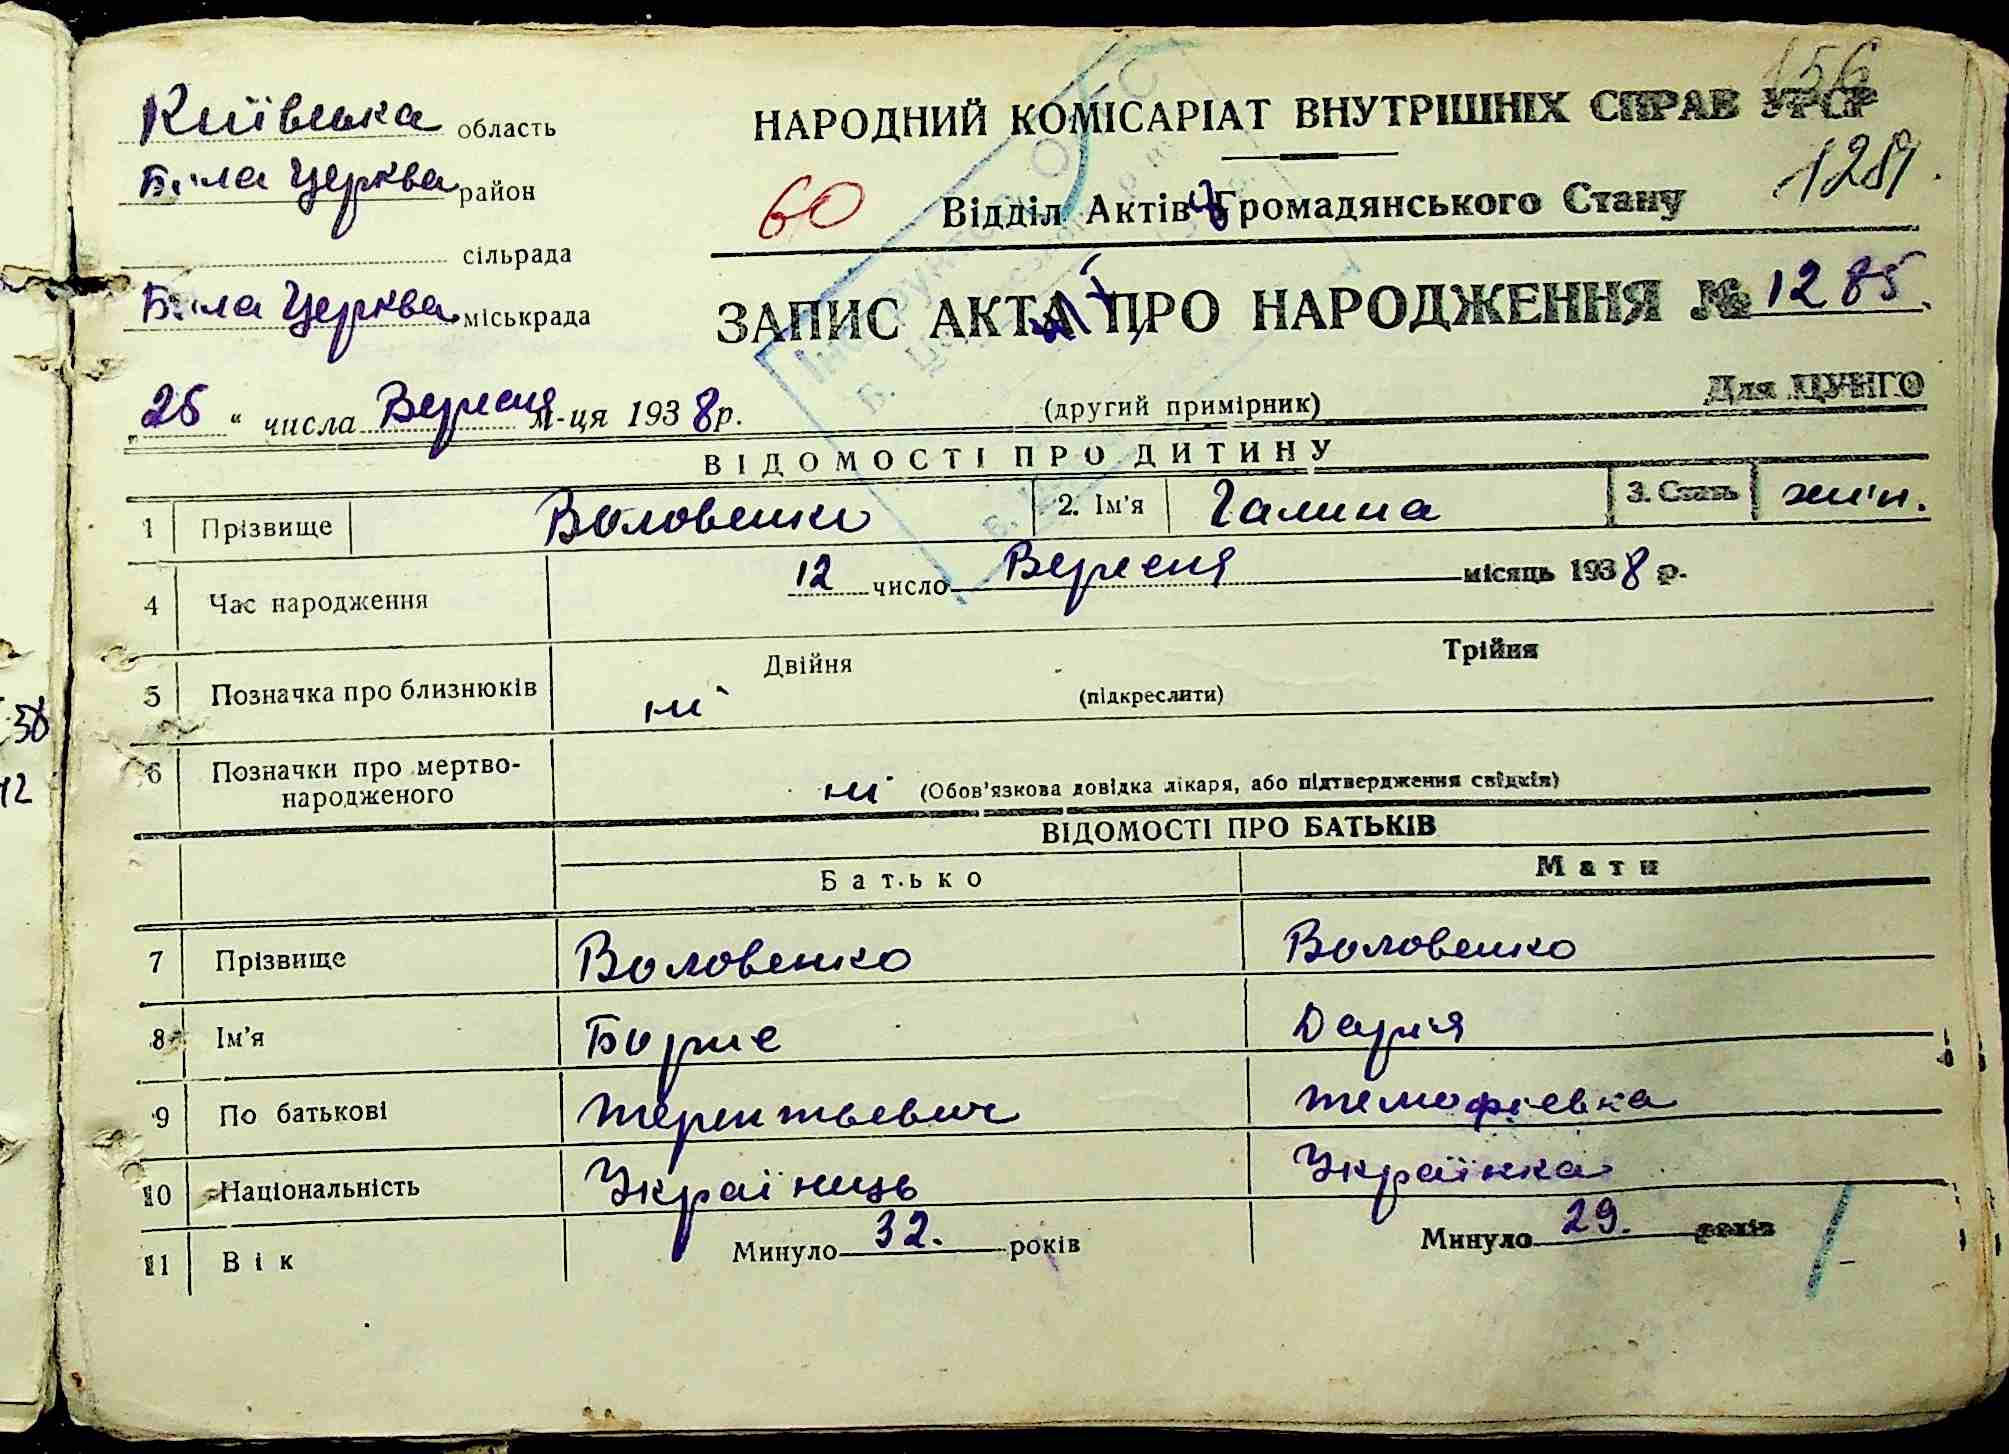 Київська область
Біла Церква район
сільрада
Біла Церква міськрада
156
НАРОДНИЙ КОМІСАРІАТ ВНУТРІШНІХ СПРАВ УРСР
60 Відділ Актів Громадянського Стану
ЗАПИС АКТА ПРО НАРОДЖЕННЯ № 1285
„25“ числа Вересня м-ця 1938 р.
(другий примірник)
Для ЦУНГО
ВІДОМОСТІ ПРО ДИТИНУ
1 Прізвище Воловенко 2. Ім'я Галина 3. Стать жін.
4 Час народження 12 число Вересня місяць 1938 р.
5 Позначка про близнюків ні Двійня (підкреслити) Трійня
6 Позначки про мертво-
народженого ні (Обов'язкова довідка лікаря, або підтвердження свідків)
ВІДОМОСТІ ПРО БАТЬКІВ
Батько Мати
7 Прізвище Воловенко Воловенко
8 Ім'я Борис Дарія
9 По батькові Терентьевич Темофіевна
10 Національність Українець Українка
11 Вік Минуло 32. років Минуло 29. років